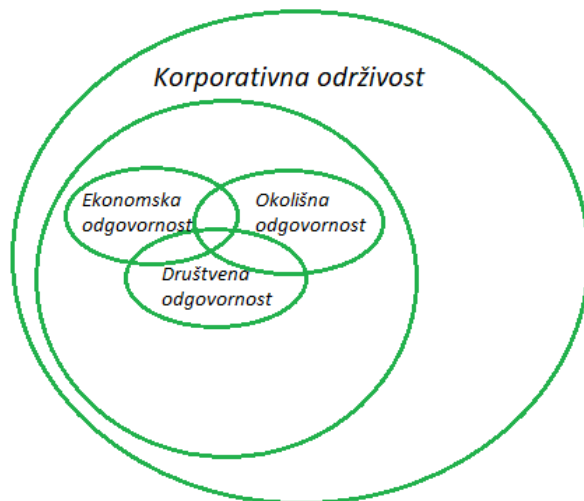 Korporativna održivost
Ekonomska
odgovornost
Okolišna
odgovornost
Društvena
odgovornost